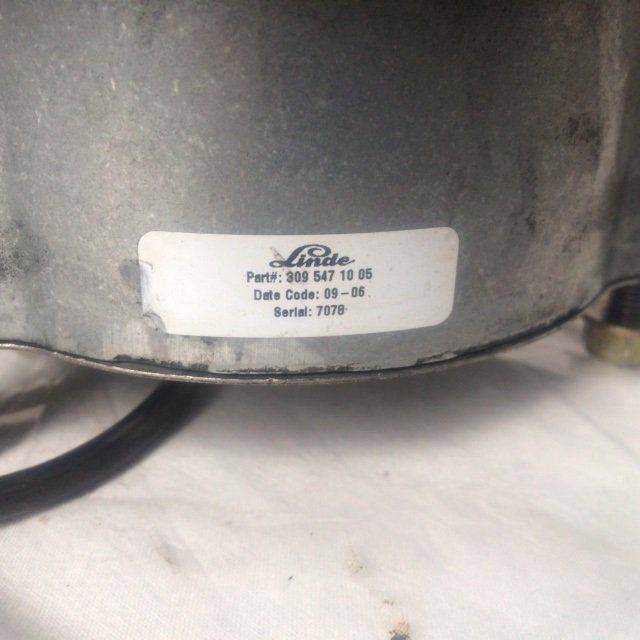 Linde
Part#: 309 547 10 05
Date Code: 09-06
Serial: 7078